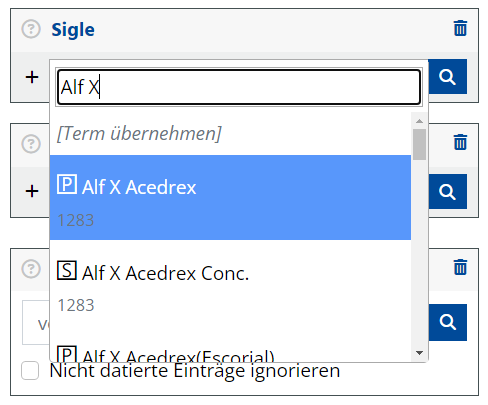 Sigle
Alf X
[Term übernehmen]
P Alf X Acedrex
1283
S Alf X Acedrex Conc.
1283
P Alf X Acedrex(Escorial)
Nicht datierte Einträge ignorieren